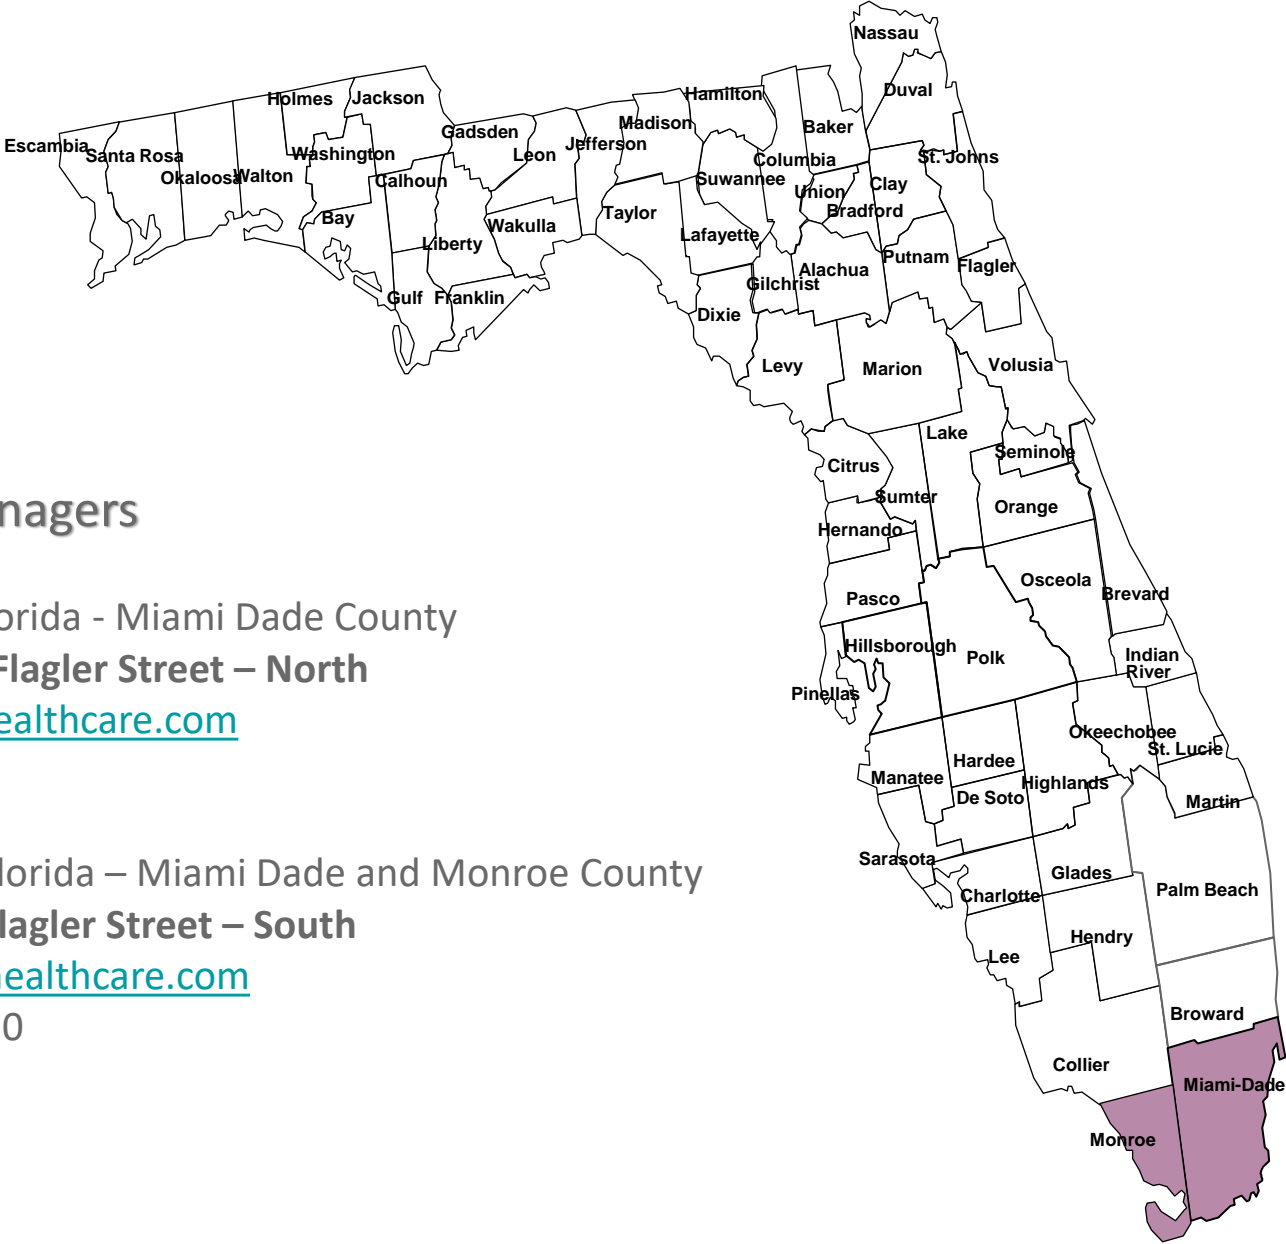 Nassau
Duval
Holmes
Jackson
Hamilton
Madison
Baker
Gadsden
Jefferson
Escambia
Santa Rosa
Washington
Leon
Columbia
St. Johns
Okaloosa
Walton
Calhoun
Suwannee
Union
Clay
Bradford
Bay
Wakulla
Taylor
Lafayette
Liberty
Putnam
Flagler
Alachua
Gilchrist
Gulf
Franklin
Dixie
Levy
Marion
Volusia
Lake
Seminole
Citrus
Sumter
Orange
nagers
Hernando
Osceola
Brevard
Pasco
orida - Miami Dade County
Hillsborough
Polk
Indian
River
Flagler Street – North
Pinellas
ealthcare.com
Okeechobee
St. Lucie
Hardee
Manatee
Highlands
De Soto
Martin
Sarasota
lorida – Miami Dade and Monroe County
Glades
Charlotte
Palm Beach
lagler Street – South
Hendry
Lee
healthcare.com
0
Broward
Collier
Miami-Dade
Monroe